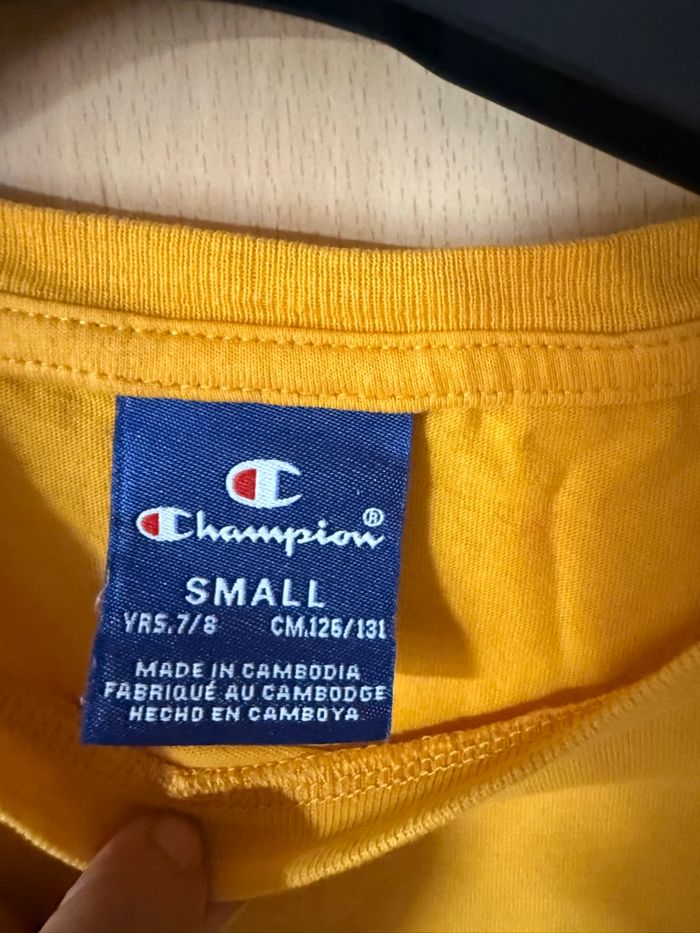 Champion®
SMALL
YRS.7/8 CM.126/131
MADE IN CAMBODIA
FABRIQUÉ AU CAMBODGE
HECHO EN CAMBOYA